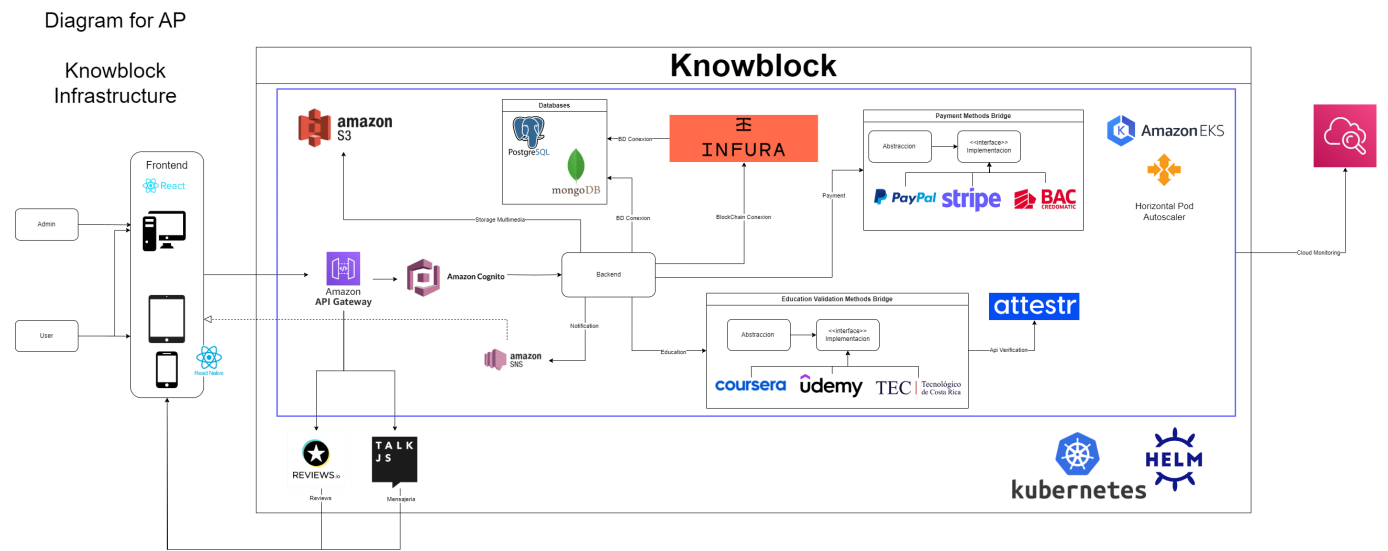 Diagram for AP
Knowblock
Infrastructure
Knowblock
Frontend
React
Admin
User
React Native
amazon
S3
Databases
PostgreSQL
mongoDB
BD Conexion
INFURA
Payment Methods Bridge
Abstraccion
<<interface>>
Implementacion
PayPal
stripe
BAC
CREDOMATIC
Amazon EKS
Horizontal Pod
Autoscaler
Storage Multimedia
BD Conexion
BlockChain Conexion
Payment
Cloud Monitoring
Amazon
API Gateway
Amazon Cognito
Backend
Notification
amazon
SNS
Education
Education Validation Methods Bridge
Abstraccion
<<interface>>
Implementacion
coursera
ûdemy
TEC
Tecnológico
de Costa Rica
Api Verification
attestr
REVIEWS.io
Reviews
TALK
JS
Mensajeria
kubernetes
HELM